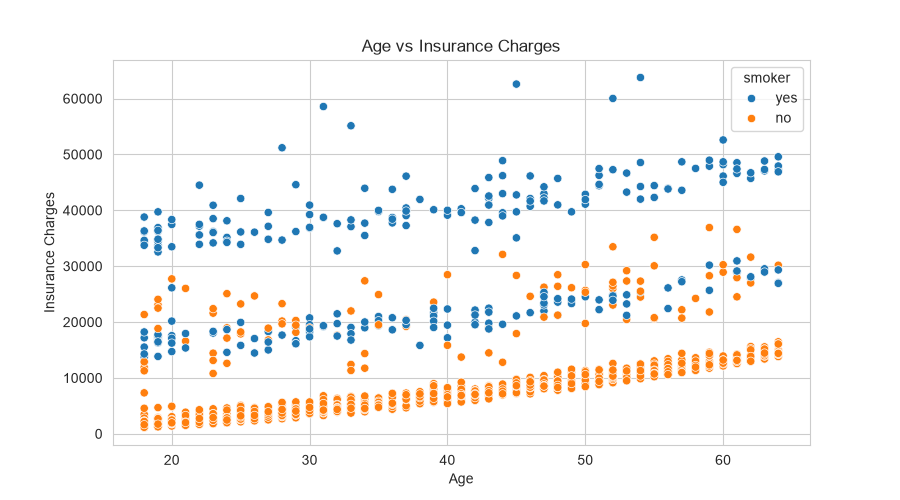 Age vs Insurance Charges
smoker
yes
no
Insurance Charges
60000
50000
40000
30000
20000
10000
0
20 30 40 50 60
Age